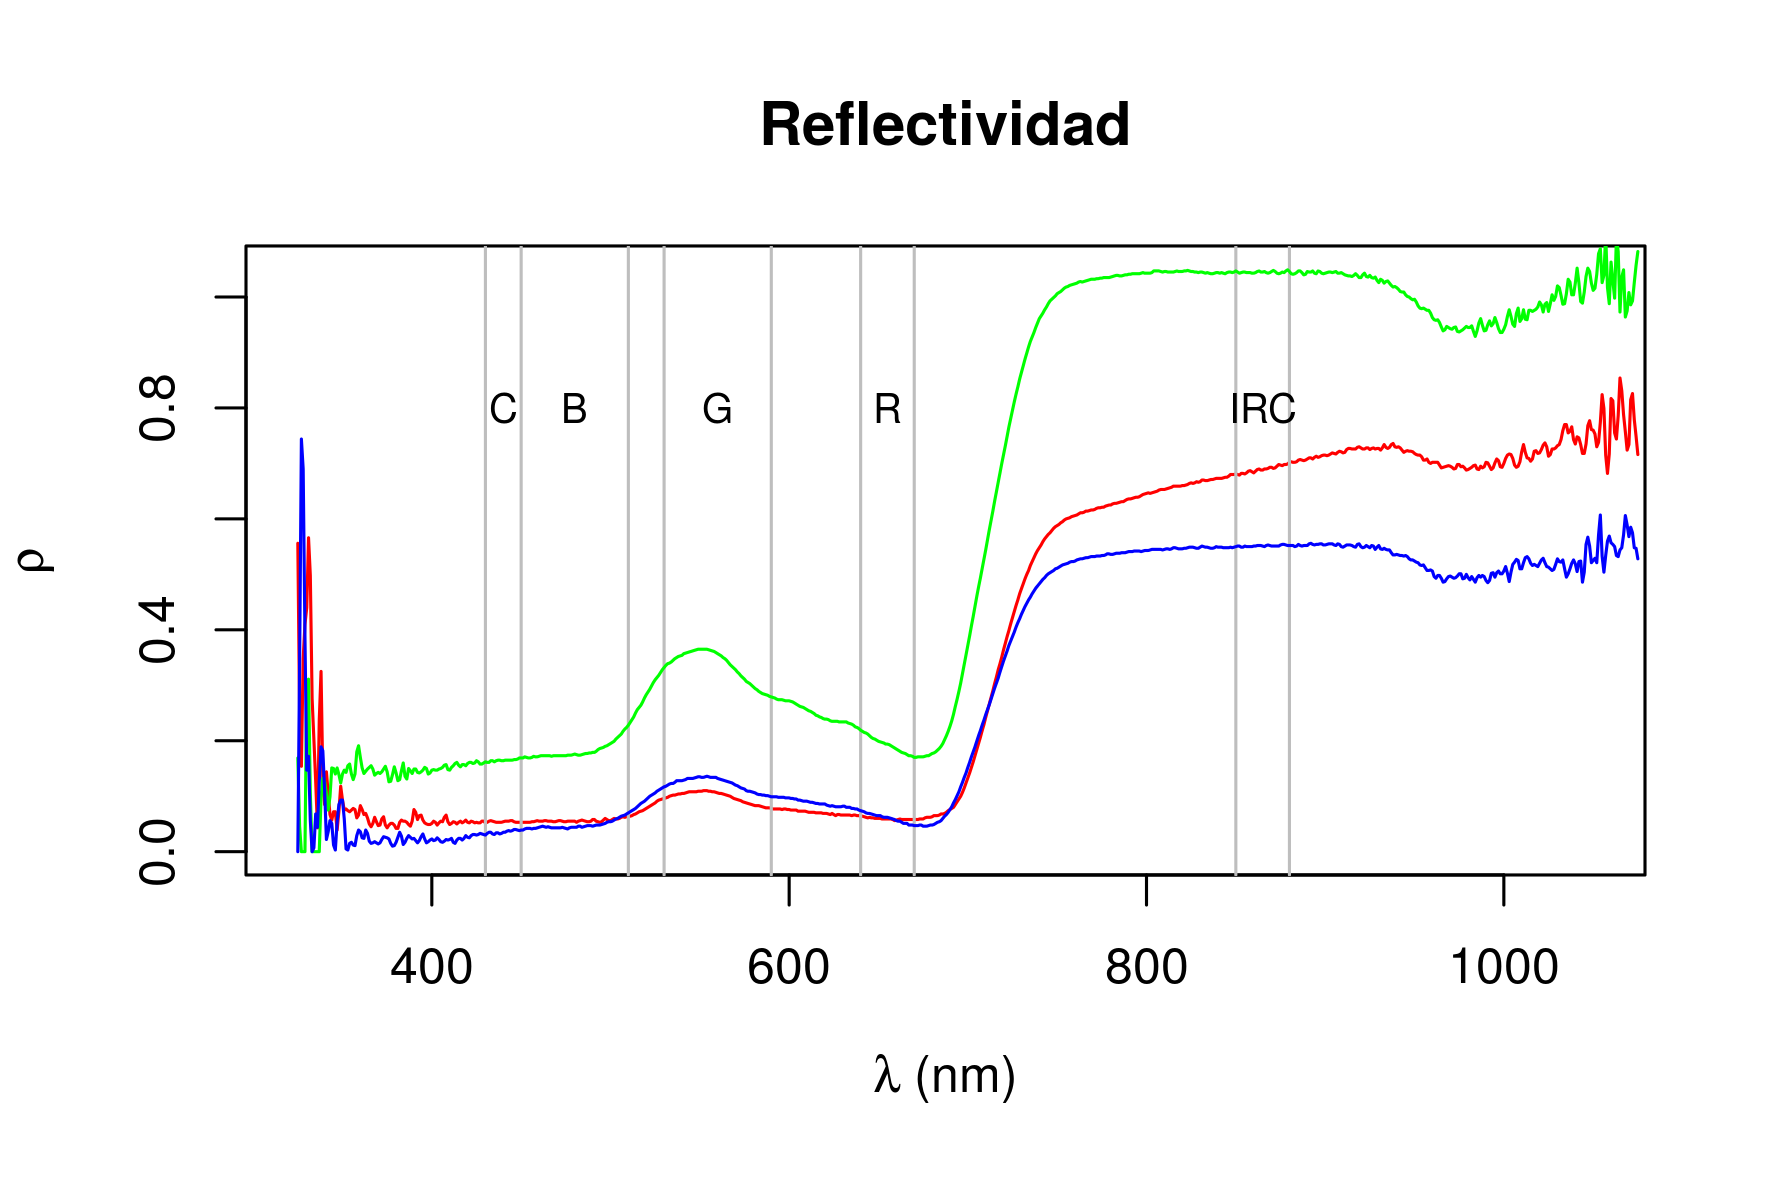 Reflectividad
ρ
0.8
0.4
0.0
C B G R IRC
400 600 800 1000
λ (nm)